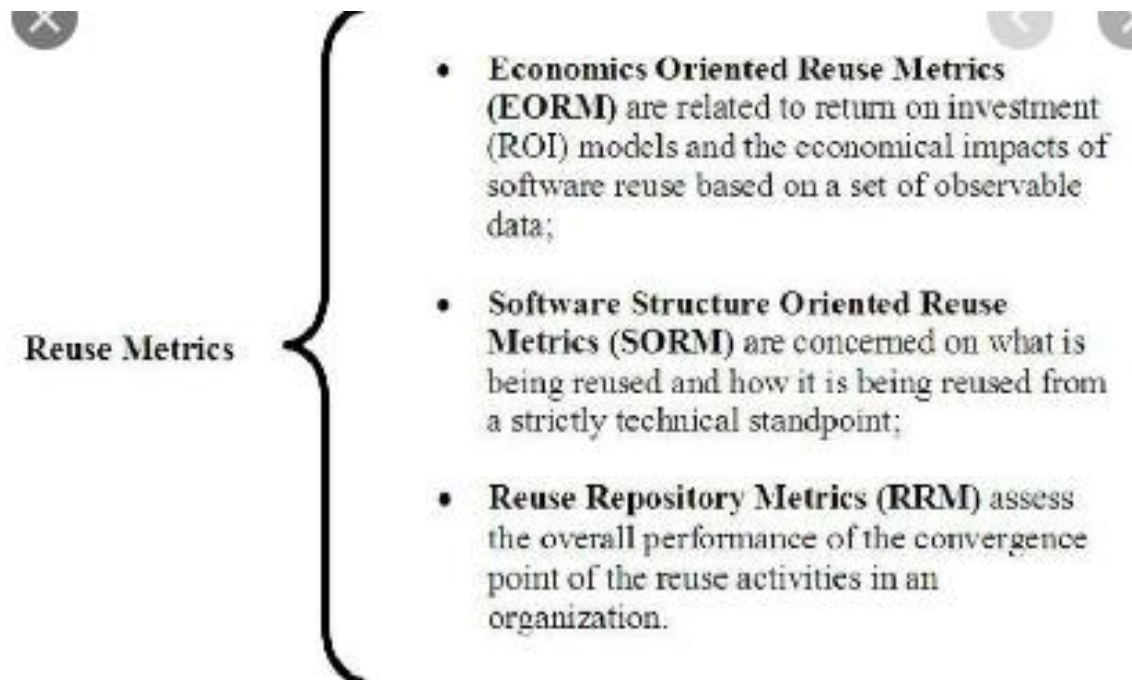 Reuse Metrics
• Economics Oriented Reuse Metrics
(EORM) are related to return on investment
(ROI) models and the economical impacts of
software reuse based on a set of observable
data;
• Software Structure Oriented Reuse
Metrics (SORM) are concerned on what is
being reused and how it is being reused from
a strictly technical standpoint;
• Reuse Repository Metrics (RRM) assess
the overall performance of the convergence
point of the reuse activities in an
organization.